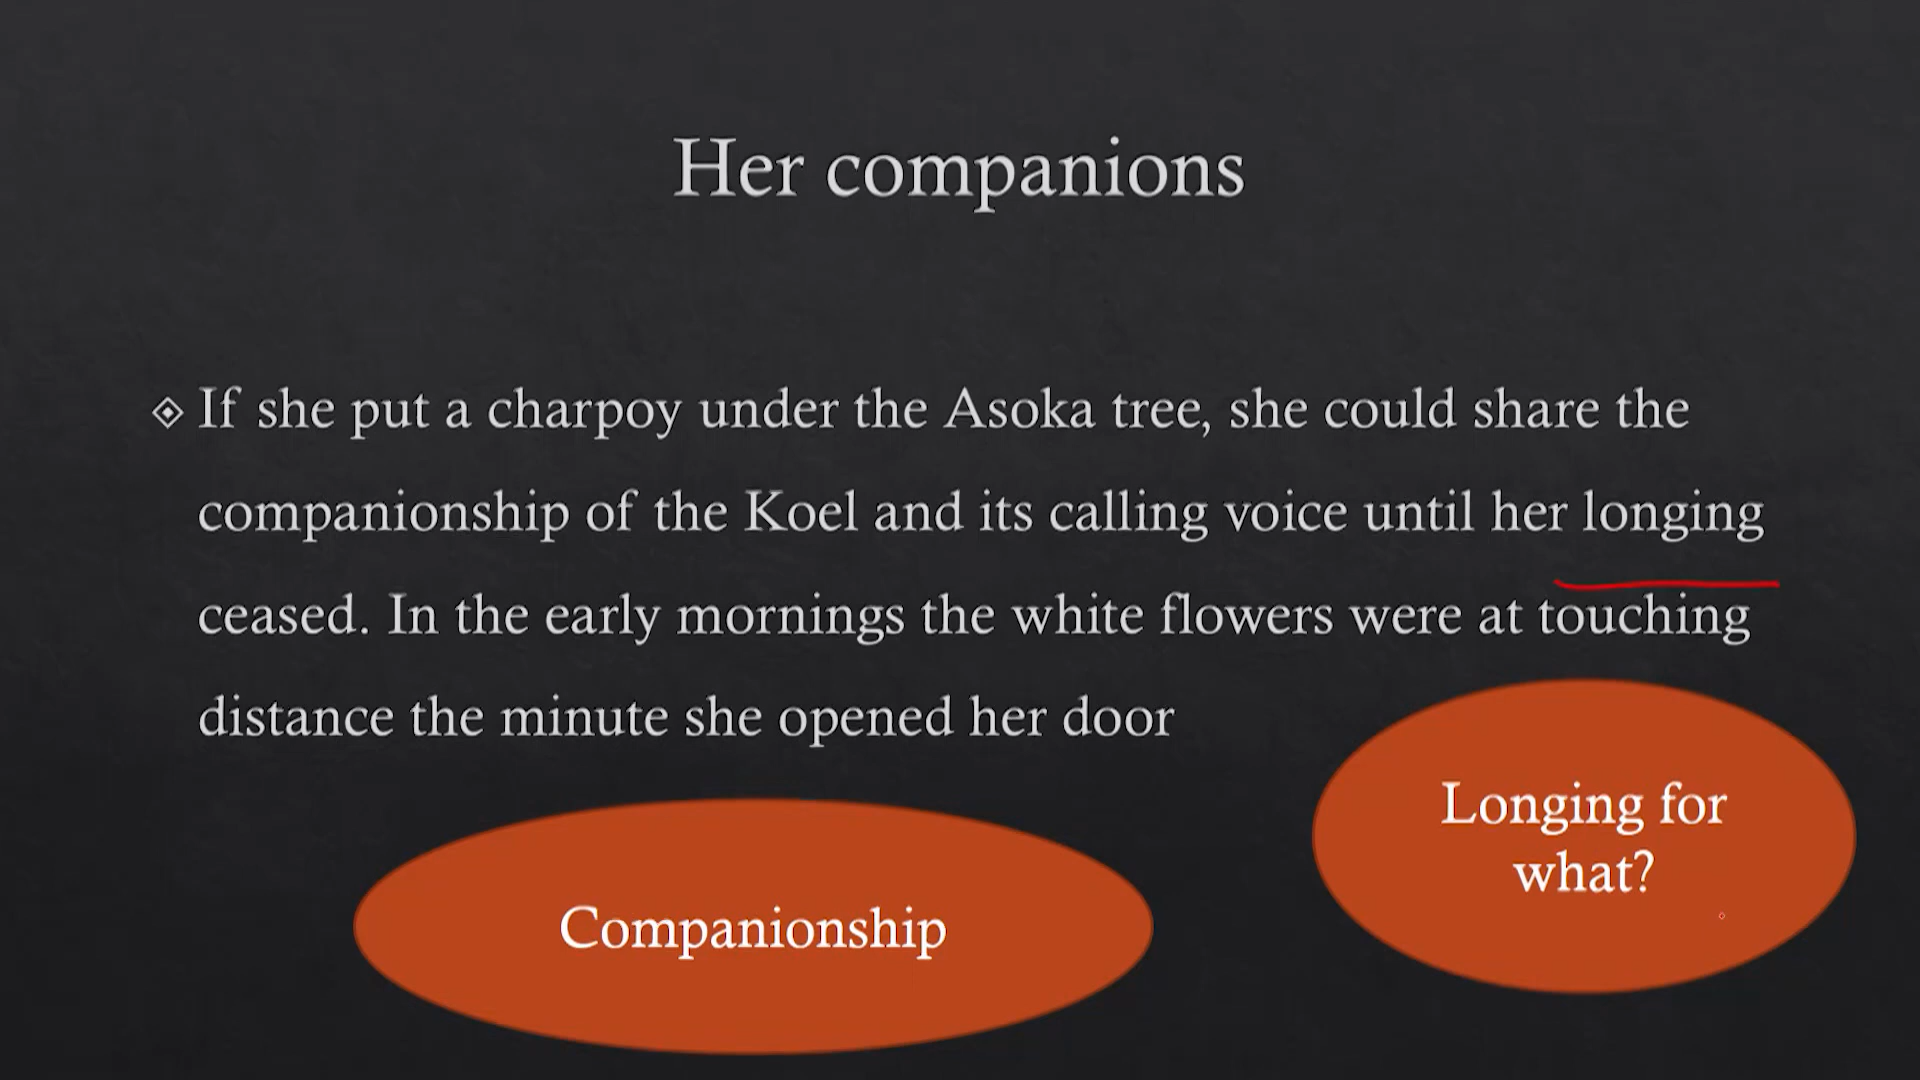 Her companions
If she put a charpoy under the Asoka tree, she could share the
companionship of the Koel and its calling voice until her longing
ceased. In the early mornings the white flowers were at touching
distance the minute she opened her door
Longing for
what?
Companionship